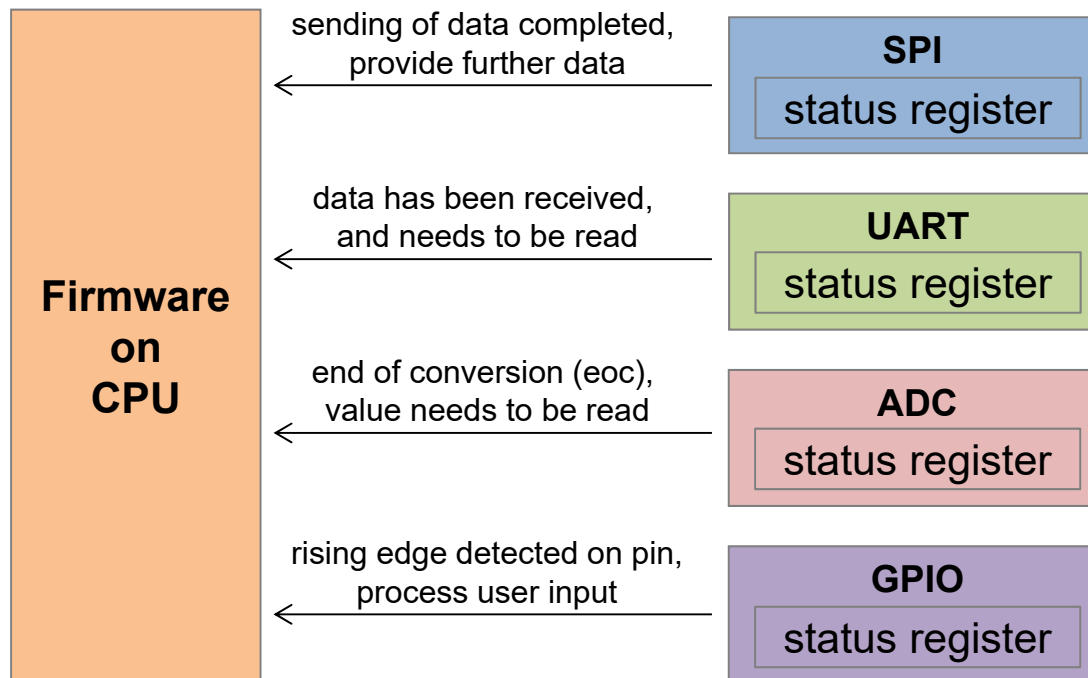 Firmware
on
CPU
sending of data completed,
provide further data
SPI
status register
data has been received,
and needs to be read
UART
status register
end of conversion (eoc),
value needs to be read
ADC
status register
rising edge detected on pin,
process user input
GPIO
status register